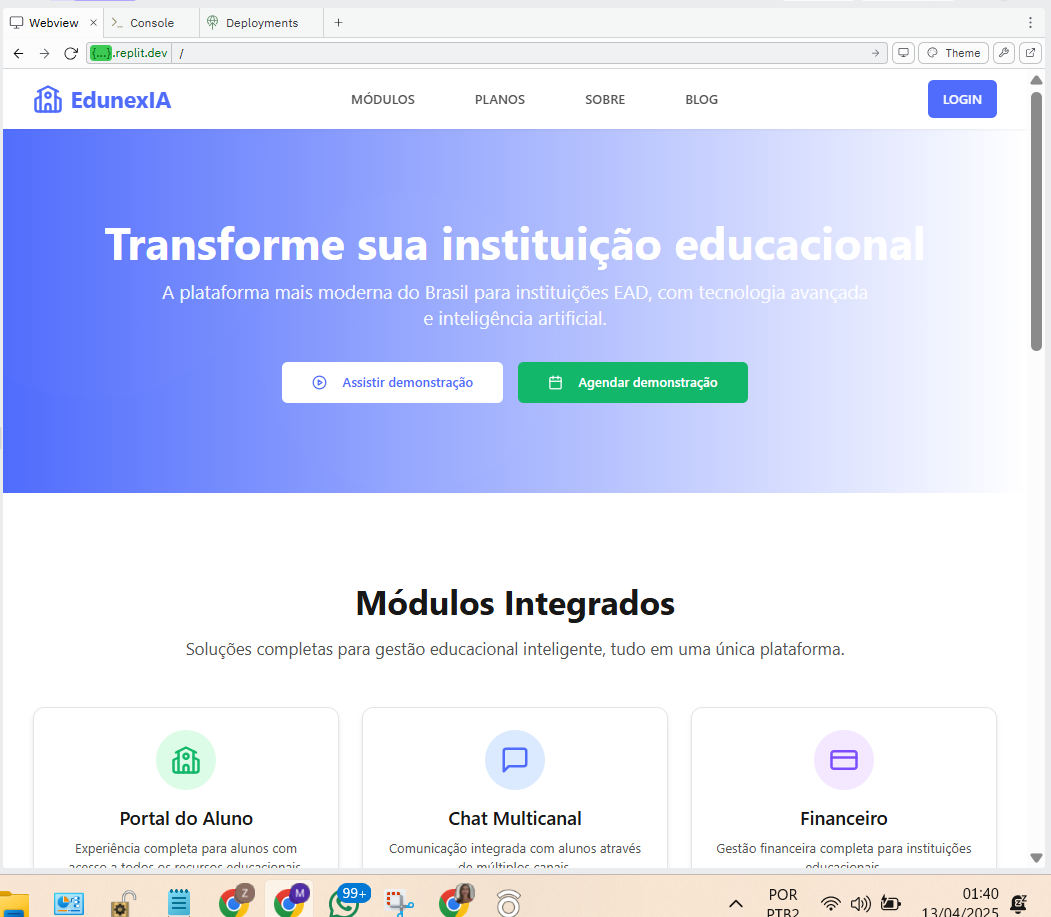 Webview
Console
Deployments
{...}.replit.dev /
Theme
EdunexIA
MÓDULOS
PLANOS
SOBRE
BLOG
LOGIN
Transforme sua instituição educacional
A plataforma mais moderna do Brasil para instituições EAD, com tecnologia avançada
e inteligência artificial.
Assistir demonstração
Agendar demonstração
Módulos Integrados
Soluções completas para gestão educacional inteligente, tudo em uma única plataforma.
Portal do Aluno
Experiência completa para alunos com
acesso a todos os recursos educacionais
Chat Multicanal
Comunicação integrada com alunos através
de múltiplos canais
Financeiro
Gestão financeira completa para instituições
educacionais
Z
M
99+
POR
PTB2
01:40
13/04/2025